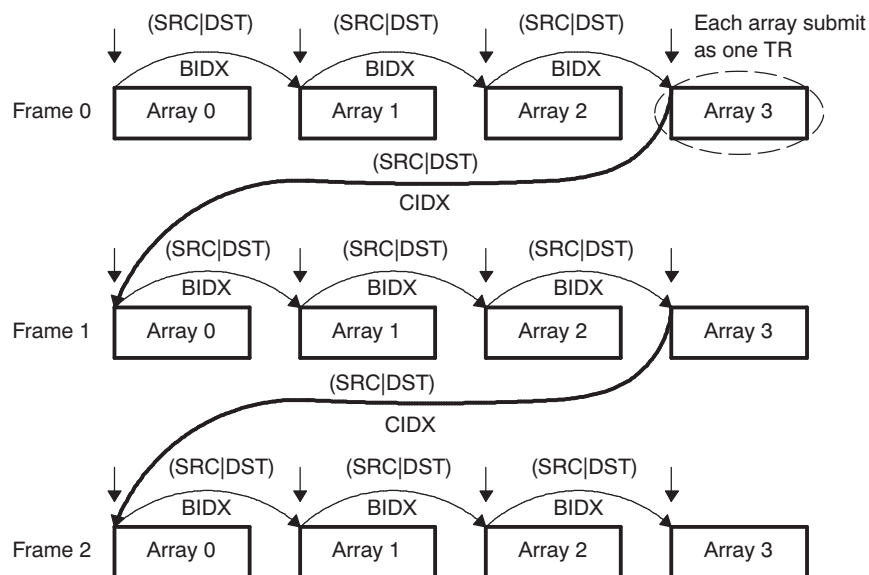 (SRC|DST) (SRC|DST) (SRC|DST) Each array submit
as one TR
BIDX BIDX BIDX
Frame 0 Array 0 Array 1 Array 2 Array 3
(SRC|DST)
CIDX
(SRC|DST) (SRC|DST) (SRC|DST)
BIDX BIDX BIDX
Frame 1 Array 0 Array 1 Array 2 Array 3
(SRC|DST)
CIDX
(SRC|DST) (SRC|DST) (SRC|DST)
BIDX BIDX BIDX
Frame 2 Array 0 Array 1 Array 2 Array 3